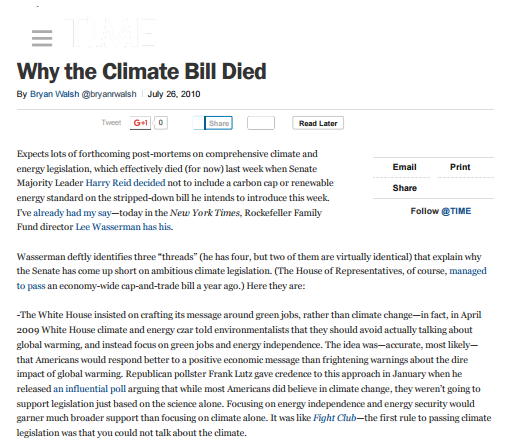 TIME
Why the Climate Bill Died
By Bryan Walsh @bryanrwalsh | July 26, 2010
Tweet G+1 0 Share Read Later
Expects lots of forthcoming post-mortems on comprehensive climate and
energy legislation, which effectively died (for now) last week when Senate
Majority Leader Harry Reid decided not to include a carbon cap or renewable
energy standard on the stripped-down bill he intends to introduce this week.
I've already had my say—today in the New York Times, Rockefeller Family
Fund director Lee Wasserman has his.
Email Print
Share
Follow @TIME
Wasserman deftly identifies three "threads" (he has four, but two of them are virtually identical) that explain why
the Senate has come up short on ambitious climate legislation. (The House of Representatives, of course, managed
to pass an economy-wide cap-and-trade bill a year ago.) Here they are:
-The White House insisted on crafting its message around green jobs, rather than climate change—in fact, in April
2009 White House climate and energy czar told environmentalists that they should avoid actually talking about
global warming, and instead focus on green jobs and energy independence. The idea was—accurate, most likely—
that Americans would respond better to a positive economic message than frightening warnings about the dire
impact of global warming. Republican pollster Frank Lutz gave credence to this approach in January when he
released an influential poll arguing that while most Americans did believe in climate change, they weren't going to
support legislation just based on the science alone. Focusing on energy independence and energy security would
garner much broader support than focusing on climate alone. It was like Fight Club—the first rule to passing climate
legislation was that you could not talk about the climate.